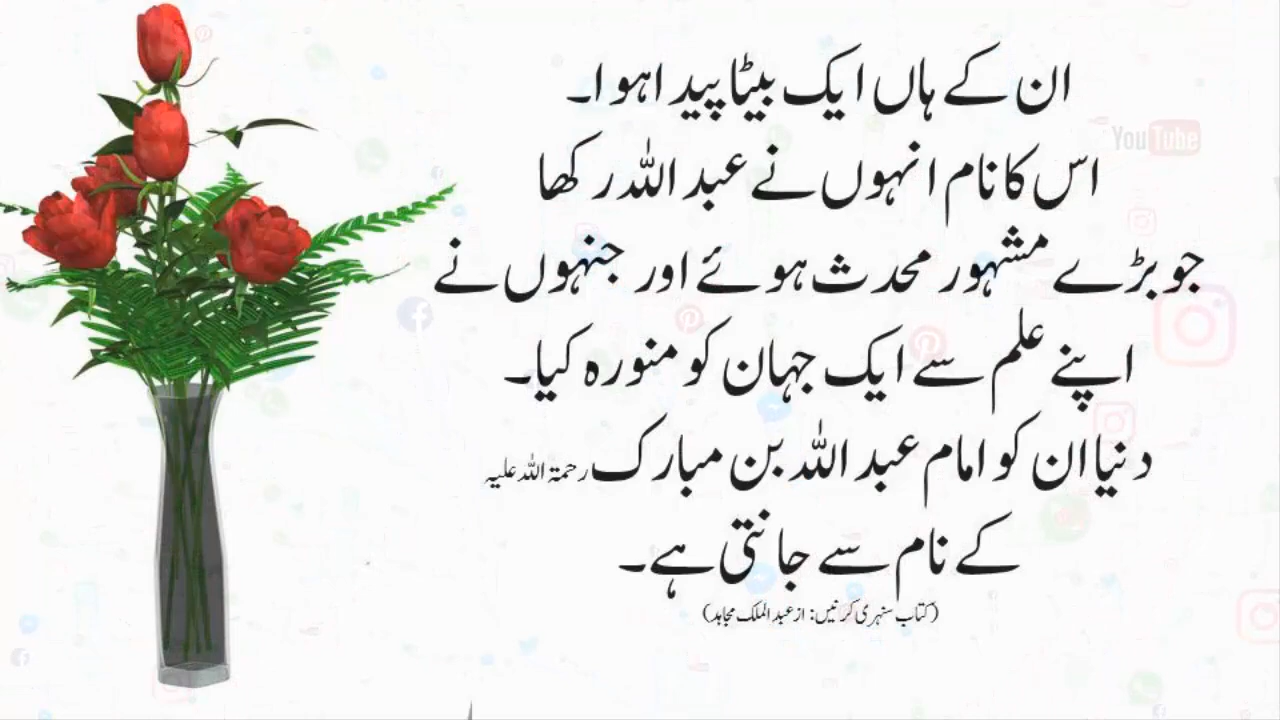 ان کے ہاں ایک بیٹا پیدا ہوا۔
اس کا نام انہوں نے عبد اللہ رکھا
جو بڑے مشہور محدث ہوئے اور جنہوں نے
اپنے علم سے ایک جہان کو منورہ کیا۔
دنیا ان کو امام عبد اللہ بن مبارک رحمۃ اللہ علیہ
کے نام سے جانتی ہے۔
(کتاب سنہری کرنیں: از عبد الملک مجاہد)
YouTube